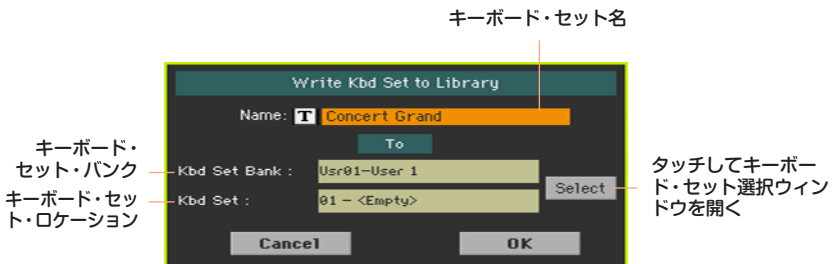 キーボード・セット名
Write Kbd Set to Library
Name: T Concert Grand
To
キーボード・
セット・バンク
Kbd Set Bank : Usr01-User 1
キーボード・セッ
ト・ロケーション
Kbd Set : 01 - <Empty>
Select
タッチしてキーボー
ド・セット選択ウィン
ドウを開く
Cancel OK